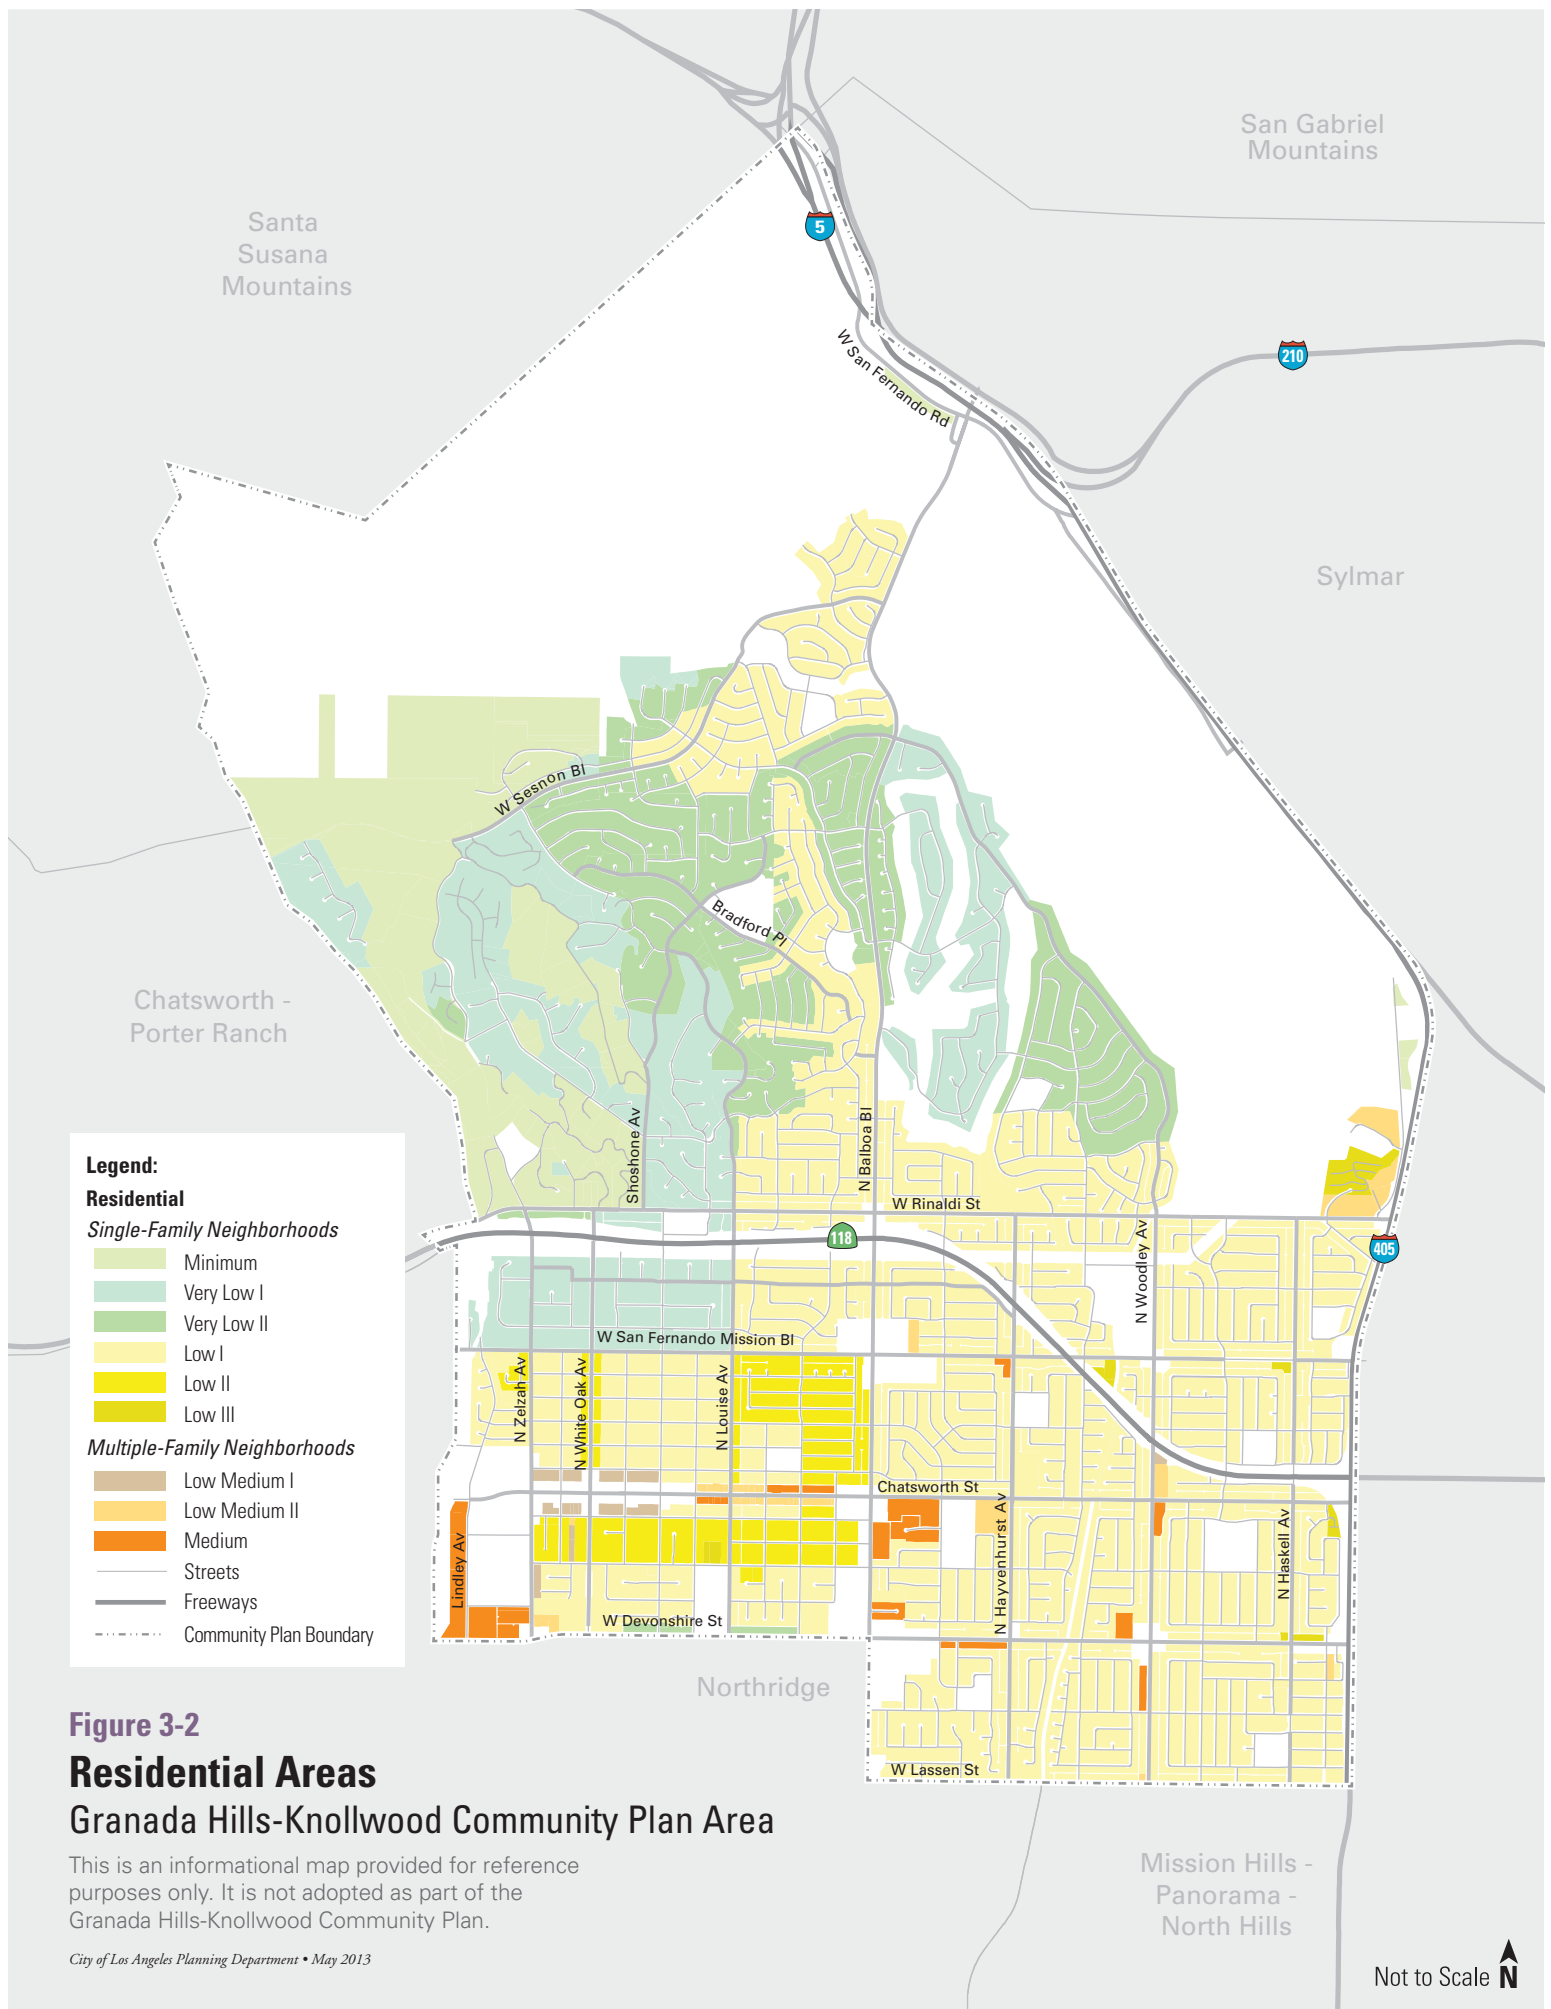 San Gabriel
Mountains
Santa
Susana
Mountains
5
W San Fernando Rd
210
Sylmar
W Sesnon Bl
Bradford Pl
Chatsworth -
Porter Ranch
Shoshone Av
N Balboa Bl
W Rinaldi St
118
N Woodley Av
405
W San Fernando Mission Bl
N Zelzah Av
N White Oak Av
N Louise Av
Chatsworth St
Lindley Av
N Hayvenhurst Av
N Haskell Av
W Devonshire St
Northridge
W Lassen St
Legend:
Residential
Single-Family Neighborhoods
Minimum
Very Low I
Very Low II
Low I
Low II
Low III
Multiple-Family Neighborhoods
Low Medium I
Low Medium II
Medium
Streets
Freeways
Community Plan Boundary
Figure 3-2
Residential Areas
Granada Hills-Knollwood Community Plan Area
This is an informational map provided for reference
purposes only. It is not adopted as part of the
Granada Hills-Knollwood Community Plan.
City of Los Angeles Planning Department • May 2013
Mission Hills -
Panorama -
North Hills
Not to Scale N